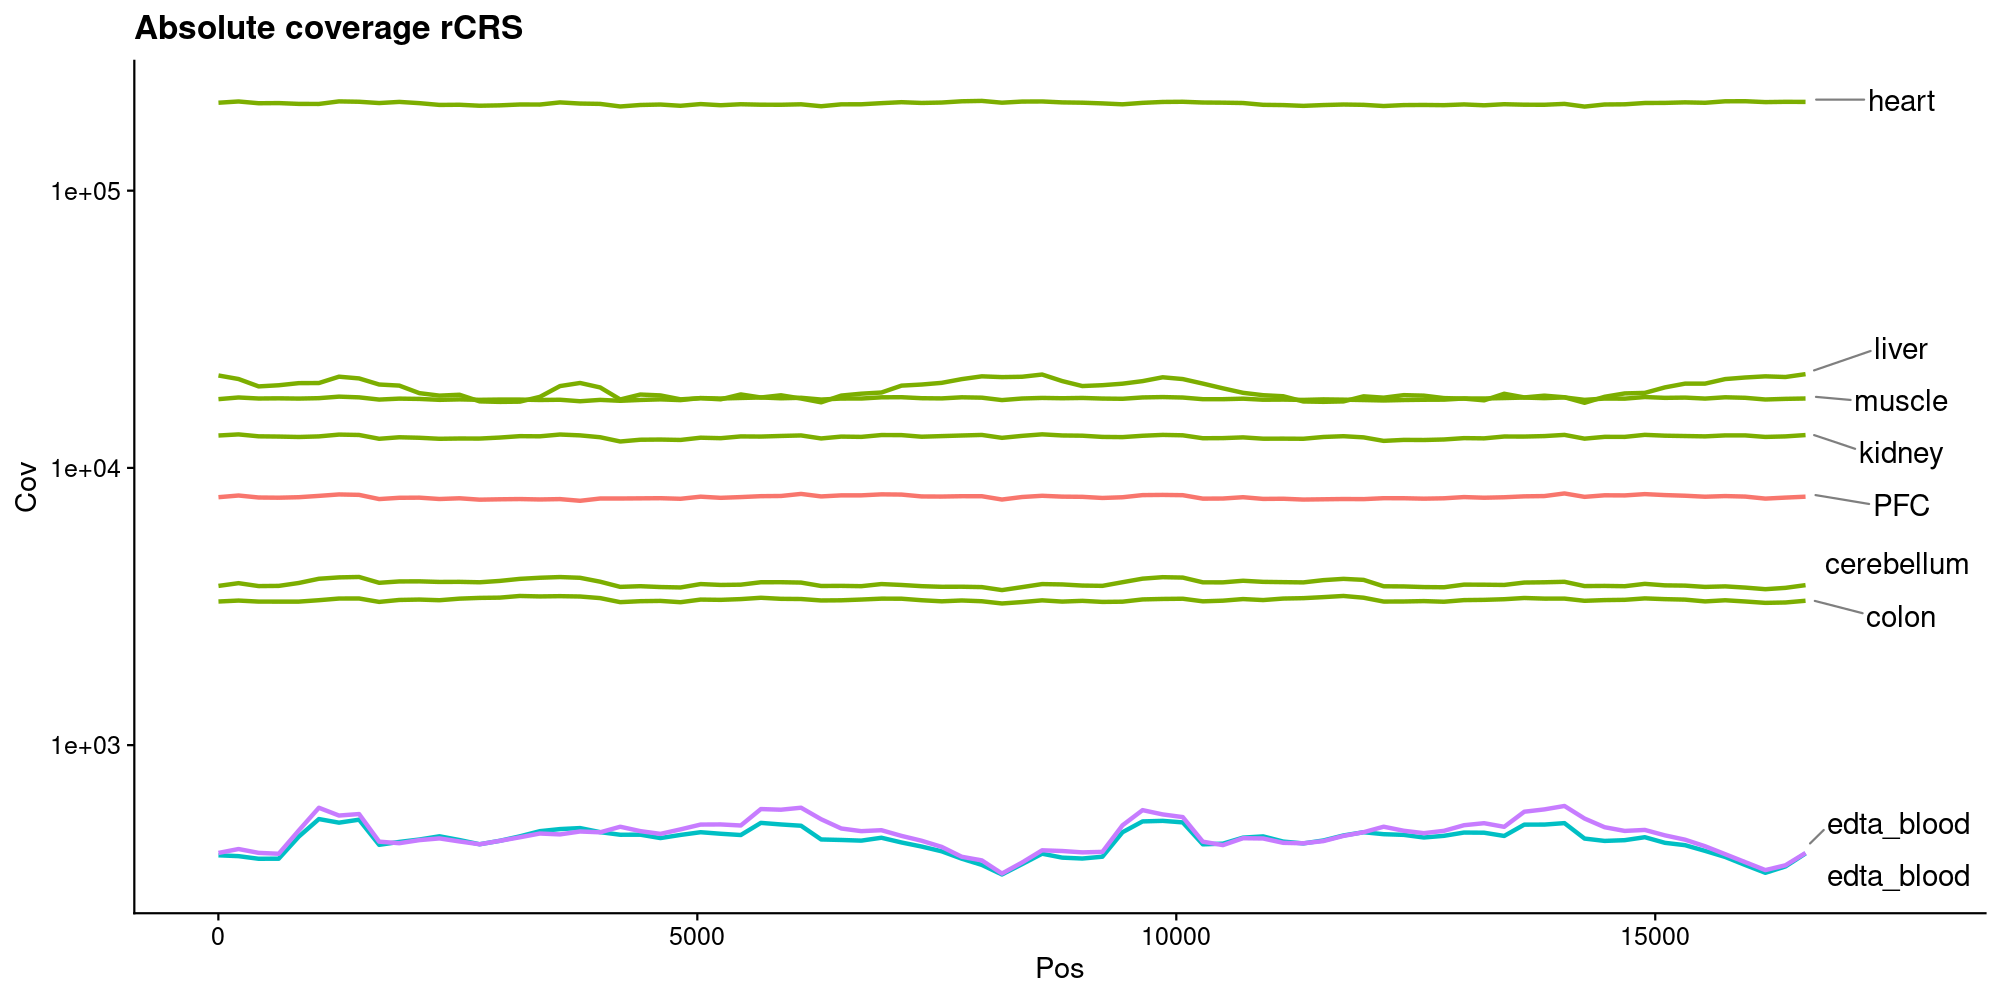 Absolute coverage rCRS
heart
1e+05
liver
muscle
kidney
1e+04
Cov
PFC
cerebellum
colon
1e+03
edta_blood
edta_blood
0
5000
10000
15000
Pos